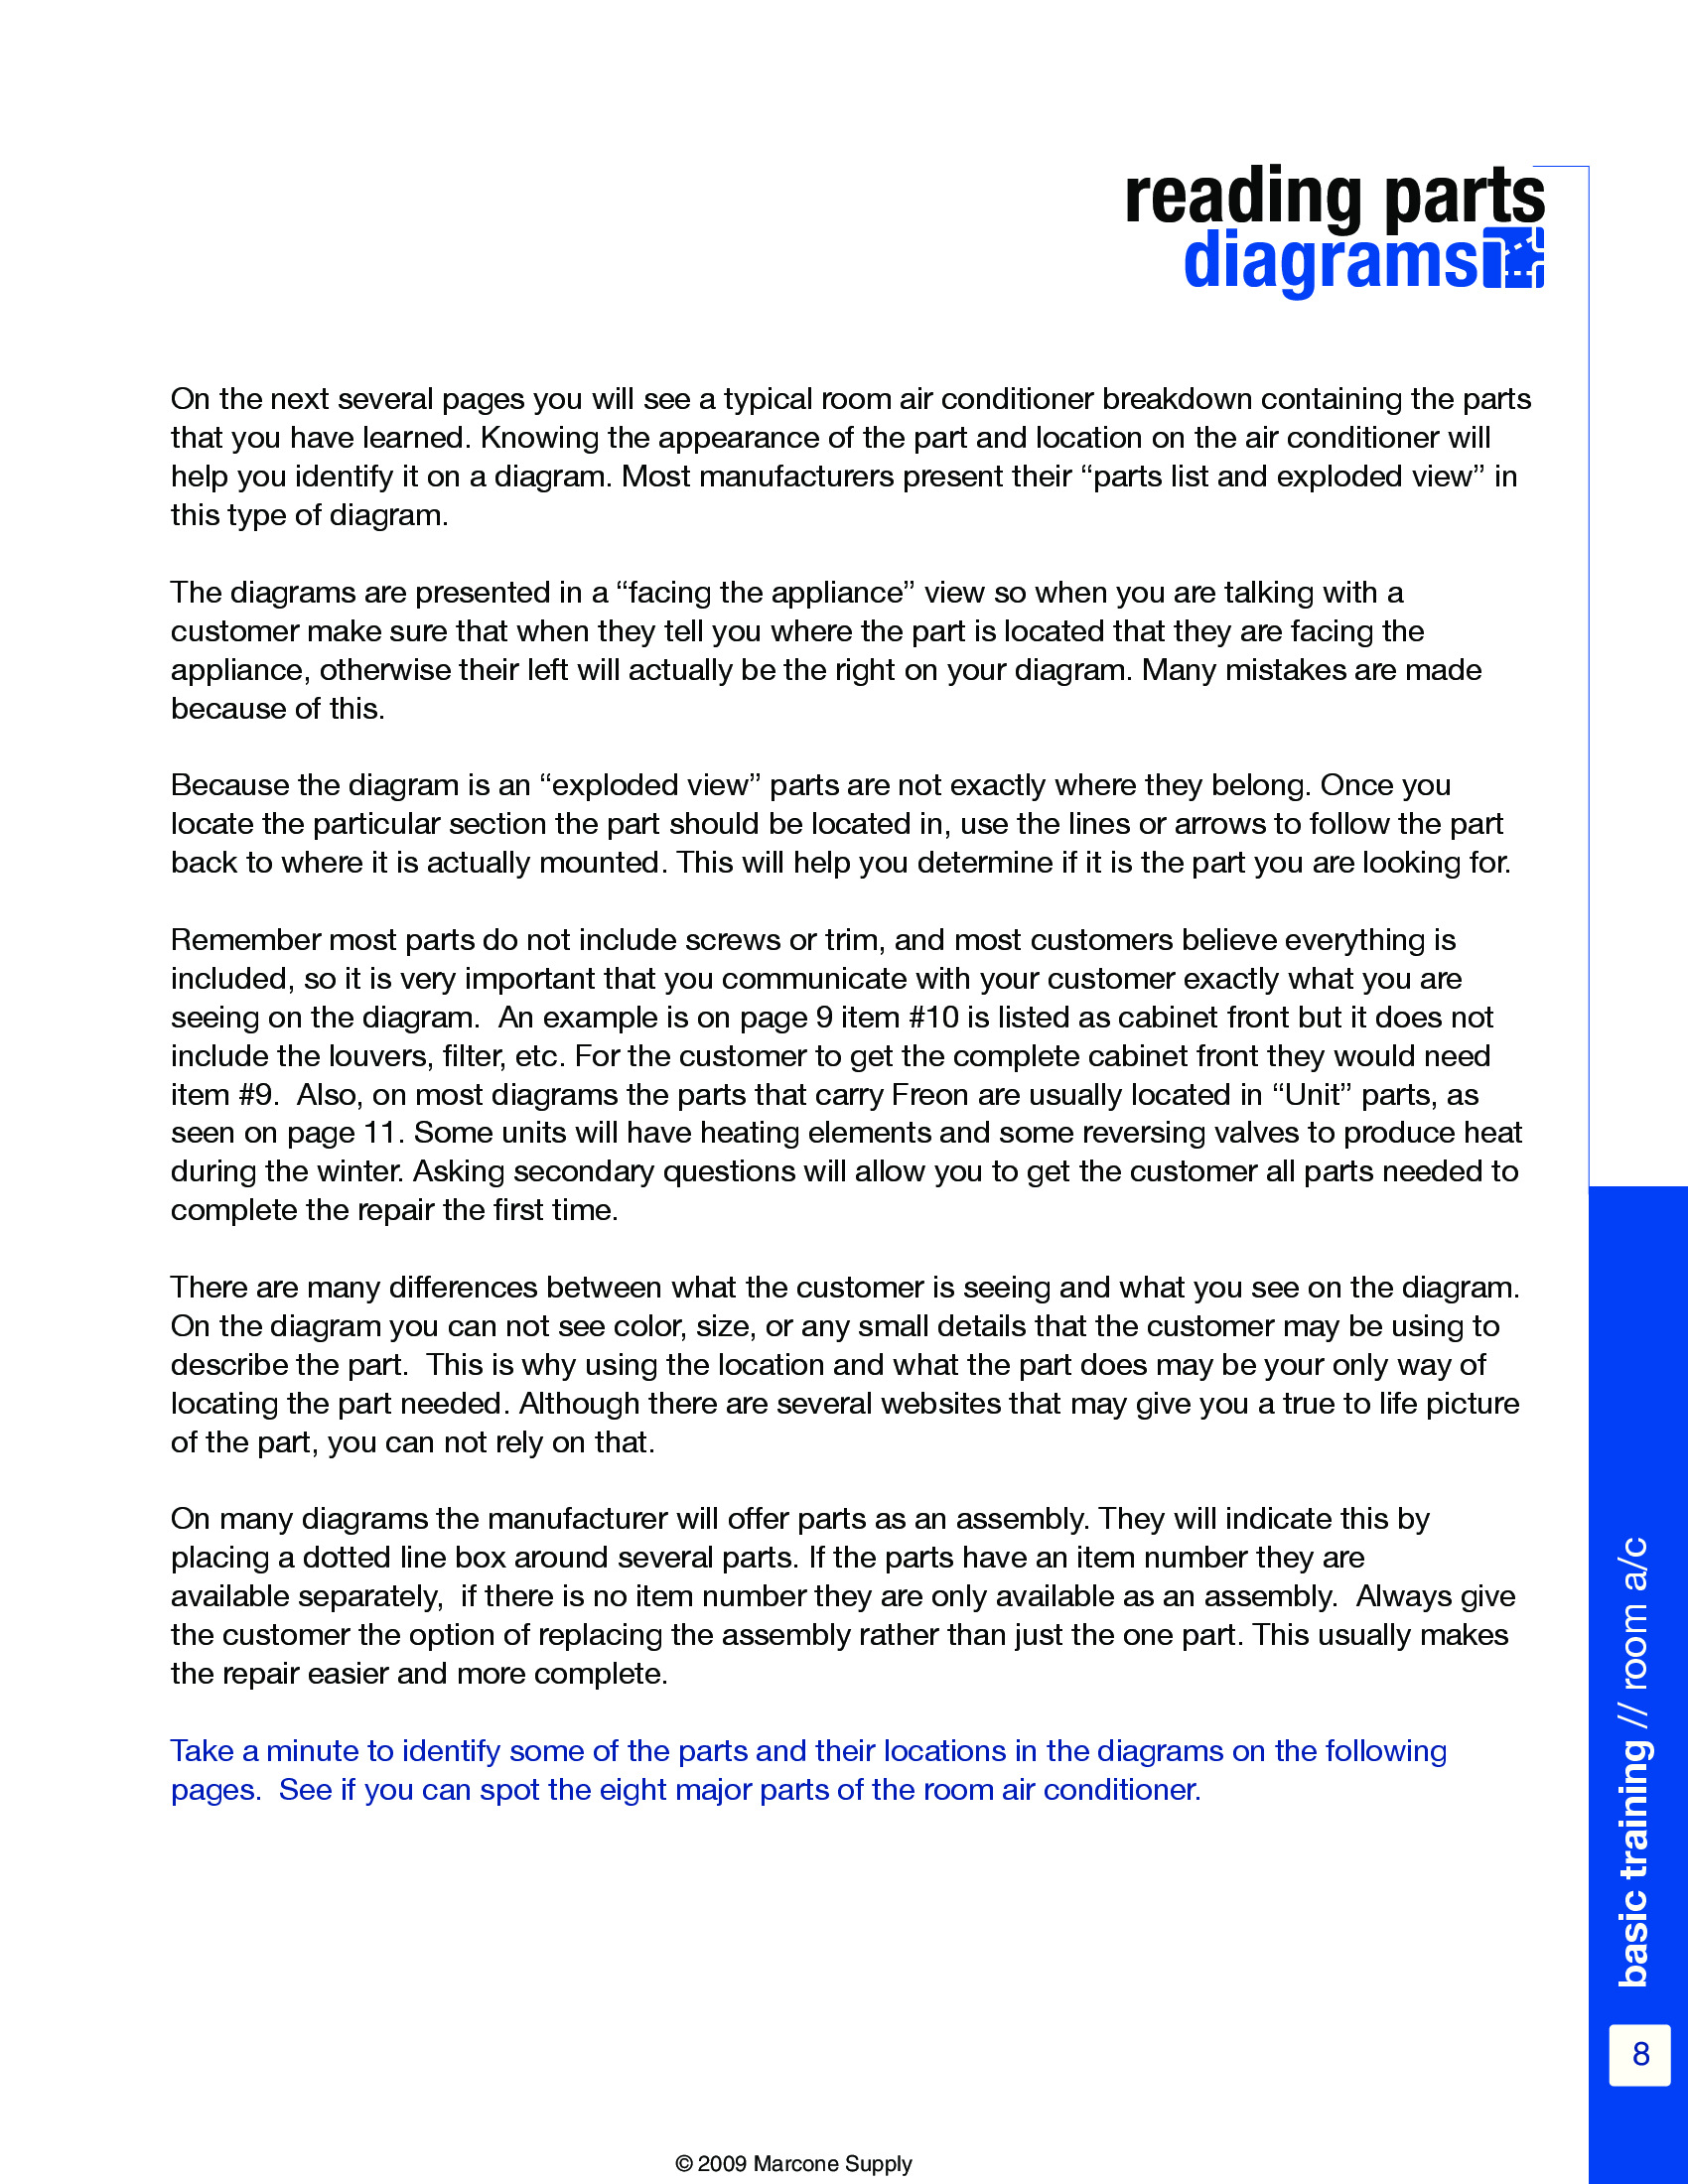 reading parts
diagrams
On the next several pages you will see a typical room air conditioner breakdown containing the parts
that you have learned. Knowing the appearance of the part and location on the air conditioner will
help you identify it on a diagram. Most manufacturers present their “parts list and exploded view” in
this type of diagram.
The diagrams are presented in a “facing the appliance” view so when you are talking with a
customer make sure that when they tell you where the part is located that they are facing the
appliance, otherwise their left will actually be the right on your diagram. Many mistakes are made
because of this.
Because the diagram is an “exploded view” parts are not exactly where they belong. Once you
locate the particular section the part should be located in, use the lines or arrows to follow the part
back to where it is actually mounted. This will help you determine if it is the part you are looking for.
Remember most parts do not include screws or trim, and most customers believe everything is
included, so it is very important that you communicate with your customer exactly what you are
seeing on the diagram.  An example is on page 9 item #10 is listed as cabinet front but it does not
include the louvers, filter, etc. For the customer to get the complete cabinet front they would need
item #9.  Also, on most diagrams the parts that carry Freon are usually located in “Unit” parts, as
seen on page 11. Some units will have heating elements and some reversing valves to produce heat
during the winter. Asking secondary questions will allow you to get the customer all parts needed to
complete the repair the first time.
There are many differences between what the customer is seeing and what you see on the diagram.
On the diagram you can not see color, size, or any small details that the customer may be using to
describe the part.  This is why using the location and what the part does may be your only way of
locating the part needed. Although there are several websites that may give you a true to life picture
of the part, you can not rely on that.
On many diagrams the manufacturer will offer parts as an assembly. They will indicate this by
placing a dotted line box around several parts. If the parts have an item number they are
available separately,  if there is no item number they are only available as an assembly.  Always give
the customer the option of replacing the assembly rather than just the one part. This usually makes
the repair easier and more complete.
Take a minute to identify some of the parts and their locations in the diagrams on the following
pages.  See if you can spot the eight major parts of the room air conditioner.
basic training // room a/c
8
© 2009 Marcone Supply